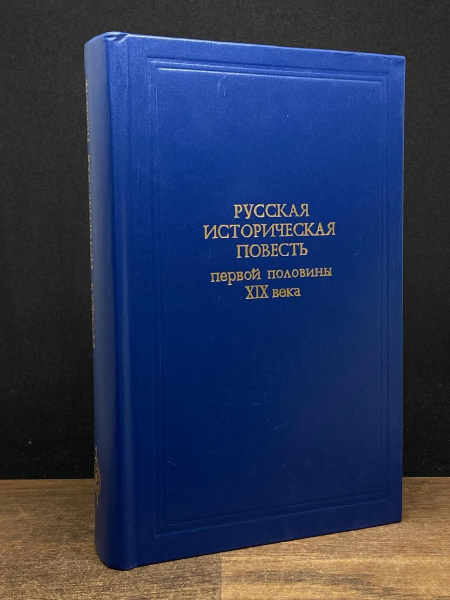 РУССКАЯ
ИСТОРИЧЕСКАЯ
ПОВЕСТЬ
первой половины
XIX века